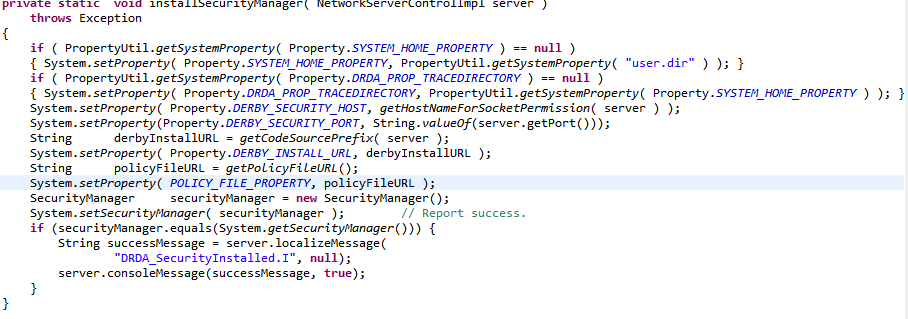 private static  void installSecurityManager( NetworkServerControlImpl server )
    throws Exception
{
    if ( PropertyUtil.getSystemProperty( Property.SYSTEM_HOME_PROPERTY ) == null )
    { System.setProperty( Property.SYSTEM_HOME_PROPERTY, PropertyUtil.getSystemProperty( "user.dir" ) ); }
    if ( PropertyUtil.getSystemProperty( Property.DRDA_PROP_TRACEDIRECTORY ) == null )
    { System.setProperty( Property.DRDA_PROP_TRACEDIRECTORY, PropertyUtil.getSystemProperty( Property.SYSTEM_HOME_PROPERTY ) ); }
    System.setProperty( Property.DERBY_SECURITY_HOST, getHostNameForSocketPermission( server ) );
    System.setProperty(Property.DERBY_SECURITY_PORT, String.valueOf(server.getPort()));
    String      derbyInstallURL = getCodeSourcePrefix( server );
    System.setProperty( Property.DERBY_INSTALL_URL, derbyInstallURL );
    String      policyFileURL = getPolicyFileURL();
    System.setProperty( POLICY_FILE_PROPERTY, policyFileURL );
    SecurityManager     securityManager = new SecurityManager();
    System.setSecurityManager( securityManager );        // Report success.
    if (securityManager.equals(System.getSecurityManager())) {
        String successMessage = server.localizeMessage(
                "DRDA_SecurityInstalled.I", null);
        server.consoleMessage(successMessage, true);
    }
}